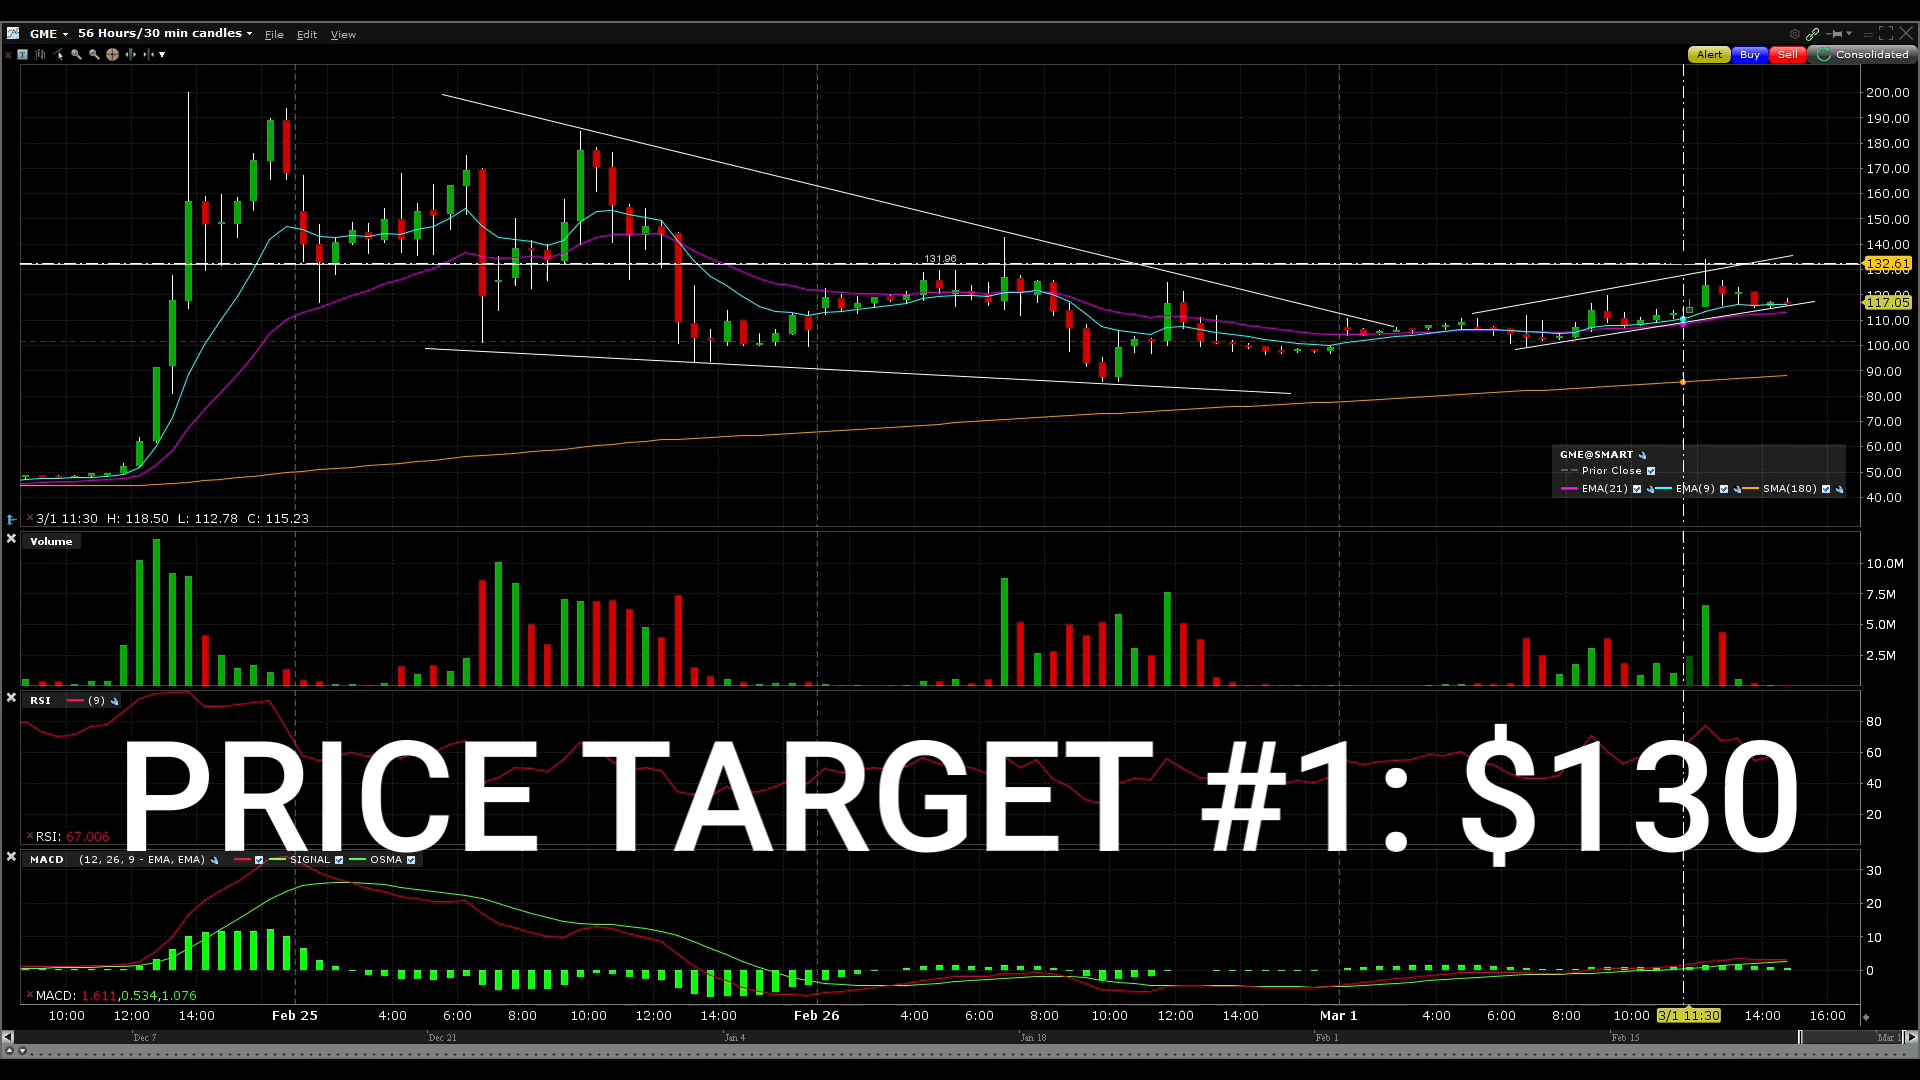 GME 56 Hours/30 min candles File Edit View
Alert Buy Sell Consolidated
200.00
190.00
180.00
170.00
160.00
150.00
140.00
131.96
132.61
130.00
120.00
117.05
110.00
100.00
90.00
80.00
70.00
60.00
50.00
40.00
GME@SMART
Prior Close
EMA(21) EMA(9) SMA(180)
3/1 11:30 H: 118.50 L: 112.78 C: 115.23
Volume
10.0M
7.5M
5.0M
2.5M
RSI (9)
80
60
40
20
PRICE TARGET #1: $130
RSI: 67.006
MACD (12, 26, 9 - EMA, EMA) SIGNAL OSMA
30
20
10
0
MACD: 1.611,0.534,1.076
10:00 12:00 14:00 Feb 25 4:00 6:00 8:00 10:00 12:00 14:00 Feb 26 4:00 6:00 8:00 10:00 12:00 14:00 Mar 1 4:00 6:00 8:00 10:00 3/1 11:30 14:00 16:00
Dec 7 Dec 21 Jan 4 Jan 18 Feb 1 Feb 15 Mar 1